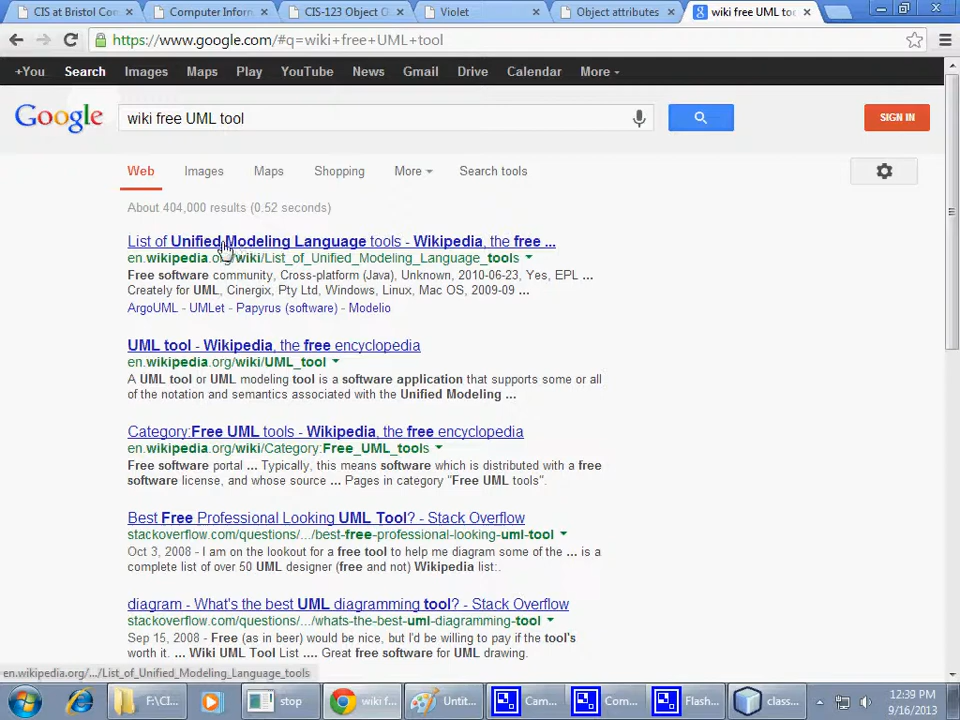 CIS at Bristol Com
Computer Inforn
CIS-123 Object O
Violet
Object attributes
wiki free UML too
https://www.google.com/#q=wiki+free+UML+tool
+You Search Images Maps Play YouTube News Gmail Drive Calendar More
Google
wiki free UML tool
SIGN IN
Web Images Maps Shopping More Search tools
About 404,000 results (0.52 seconds)
List of Unified Modeling Language tools - Wikipedia, the free ...
en.wikipedia.org/wiki/List_of_Unified_Modeling_Language_tools
Free software community, Cross-platform (Java), Unknown, 2010-06-23, Yes, EPL ...
Creately for UML, Cinergix, Pty Ltd, Windows, Linux, Mac OS, 2009-09 ...
ArgoUML - UMLet - Papyrus (software) - Modelio
UML tool - Wikipedia, the free encyclopedia
en.wikipedia.org/wiki/UML_tool
A UML tool or UML modeling tool is a software application that supports some or all
of the notation and semantics associated with the Unified Modeling ...
Category:Free UML tools - Wikipedia, the free encyclopedia
en.wikipedia.org/wiki/Category:Free_UML_tools
Free software portal ... Typically, this means software which is distributed with a free
software license, and whose source ... Pages in category "Free UML tools".
Best Free Professional Looking UML Tool? - Stack Overflow
stackoverflow.com/questions/.../best-free-professional-looking-uml-tool
Oct 3, 2008 - I am on the lookout for a free tool to help me diagram some of the ... is a
complete list of over 50 UML designer (free and not) Wikipedia list:.
diagram - What's the best UML diagramming tool? - Stack Overflow
stackoverflow.com/questions/.../whats-the-best-uml-diagramming-tool
Sep 15, 2008 - Free (as in beer) would be nice, but I'd be willing to pay if the tool's
worth it. ... Wiki UML Tool List .... Great free software for UML drawing.
en.wikipedia.org/.../List_of_Unified_Modeling_Language_tools
F:\CI...
stop
wiki f...
Untit...
Cam...
Com...
Flash...
class...
12:39 PM
9/16/2013